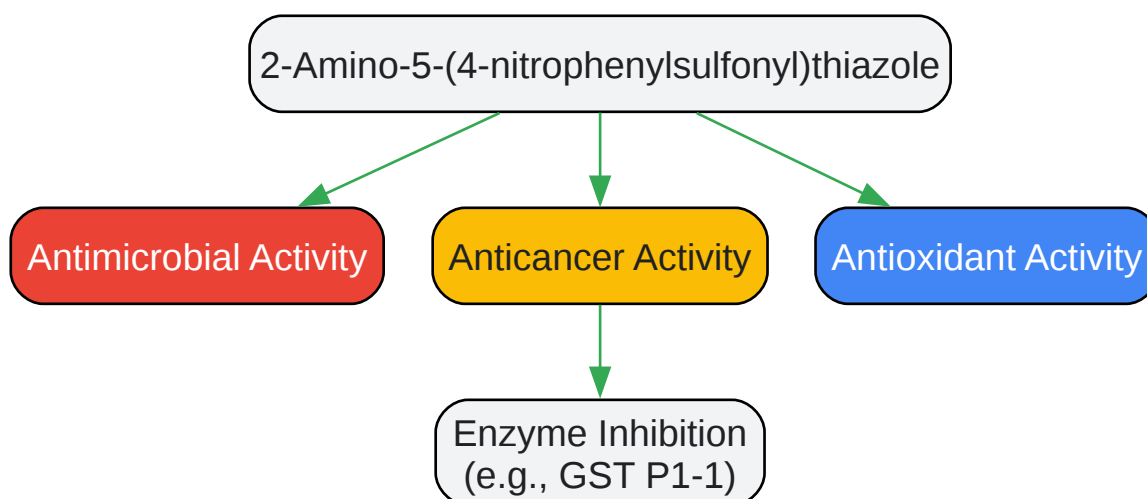 2-Amino-5-(4-nitrophenylsulfonyl)thiazole
Antimicrobial Activity
Anticancer Activity
Antioxidant Activity
Enzyme Inhibition
(e.g., GST P1-1)